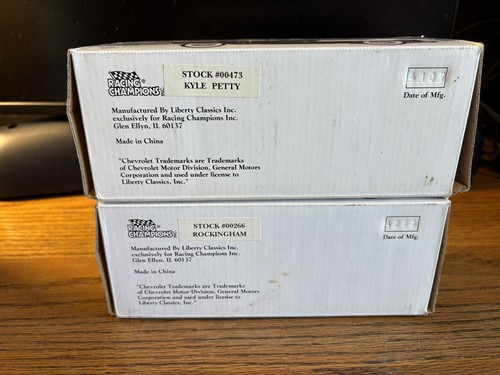 RACING CHAMPIONS®
STOCK #00473
KYLE PETTY
Manufactured By Liberty Classics Inc.
exclusively for Racing Champions Inc.
Glen Ellyn, IL 60137
Made in China
"Chevrolet Trademarks are Trademarks
of Chevrolet Motor Division, General Motors
Corporation and used under license to
Liberty Classics, Inc."
Date of Mfg.
RACING CHAMPIONS
STOCK #00266
ROCKINGHAM
Manufactured By Liberty Classics Inc.
exclusively for Racing Champions Inc.
Glen Ellyn, IL 60137
Made in China
"Chevrolet Trademarks are Trademarks
of Chevrolet Motor Division, General Motors
Corporation and used under license to
Liberty Classics, Inc."
Date of Mfg.